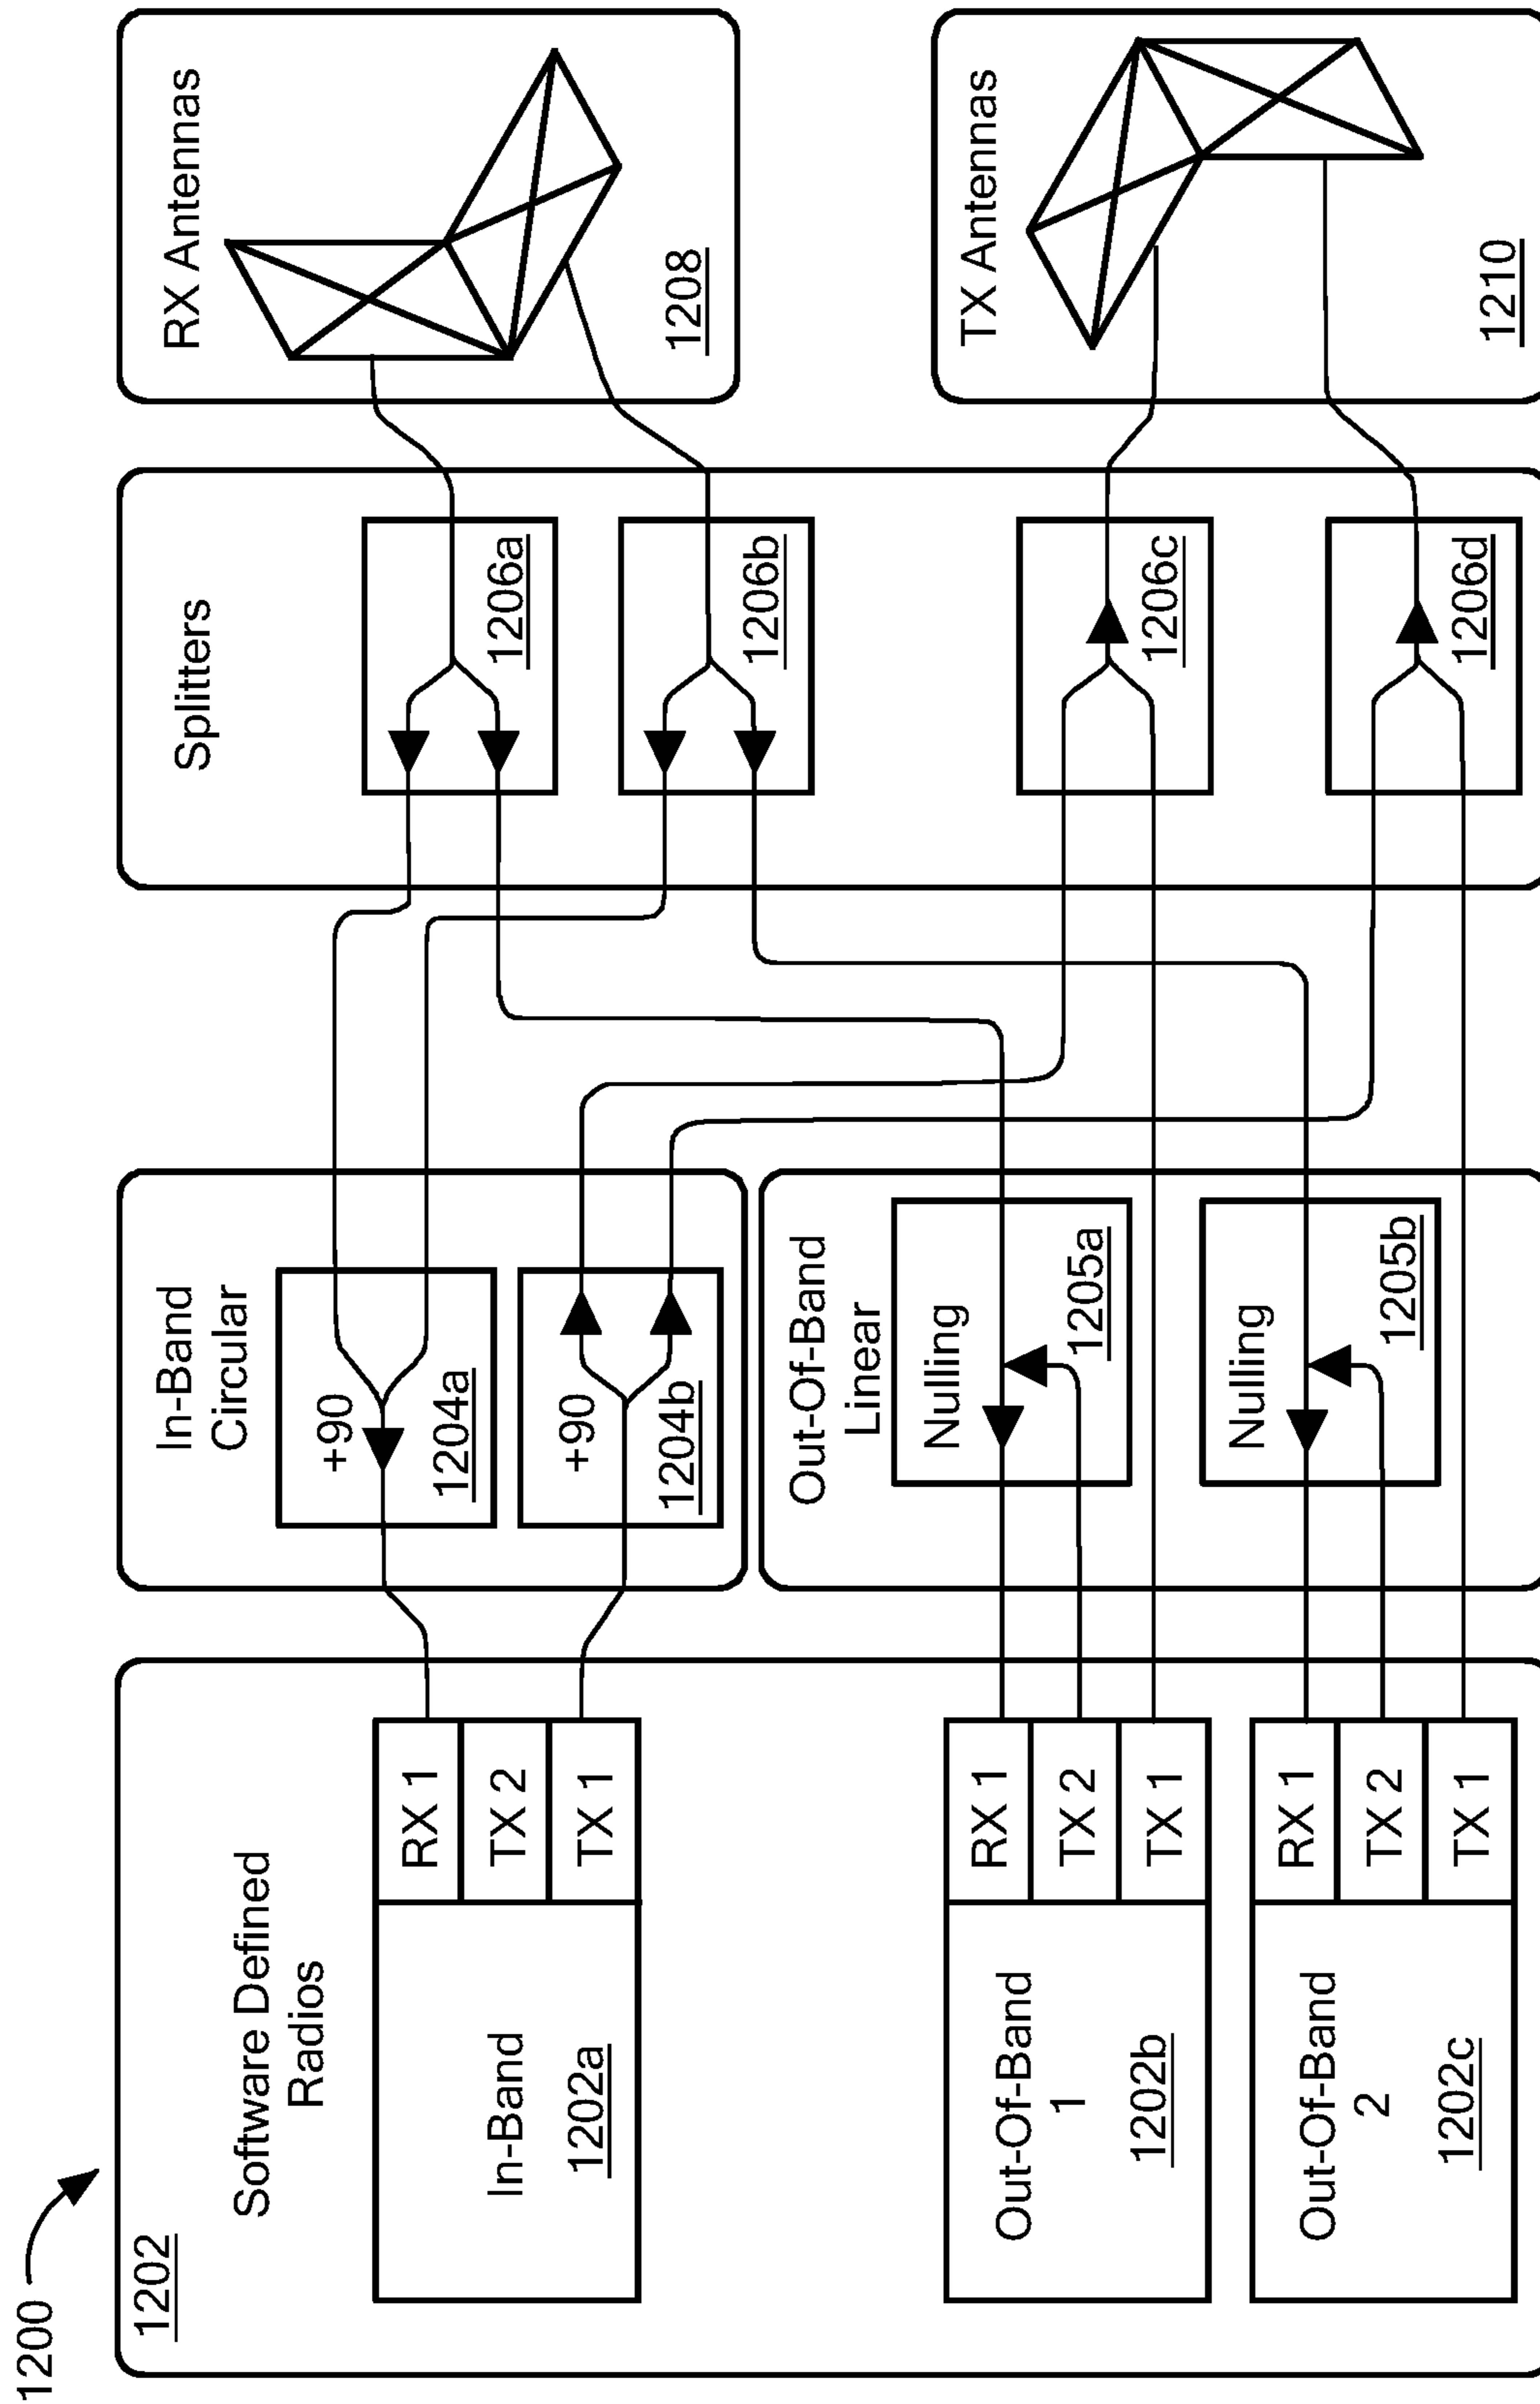 1200
1202
Software Defined
Radios
In-Band
1202a
RX 1
TX 2
TX 1
Out-Of-Band
1
1202b
RX 1
TX 2
TX 1
Out-Of-Band
2
1202c
RX 1
TX 2
TX 1
In-Band
Circular
+90
1204a
+90
1204b
Out-Of-Band
Linear
Nulling
1205a
Nulling
1205b
Splitters
1206a
1206b
1206c
1206d
RX Antennas
1208
TX Antennas
1210